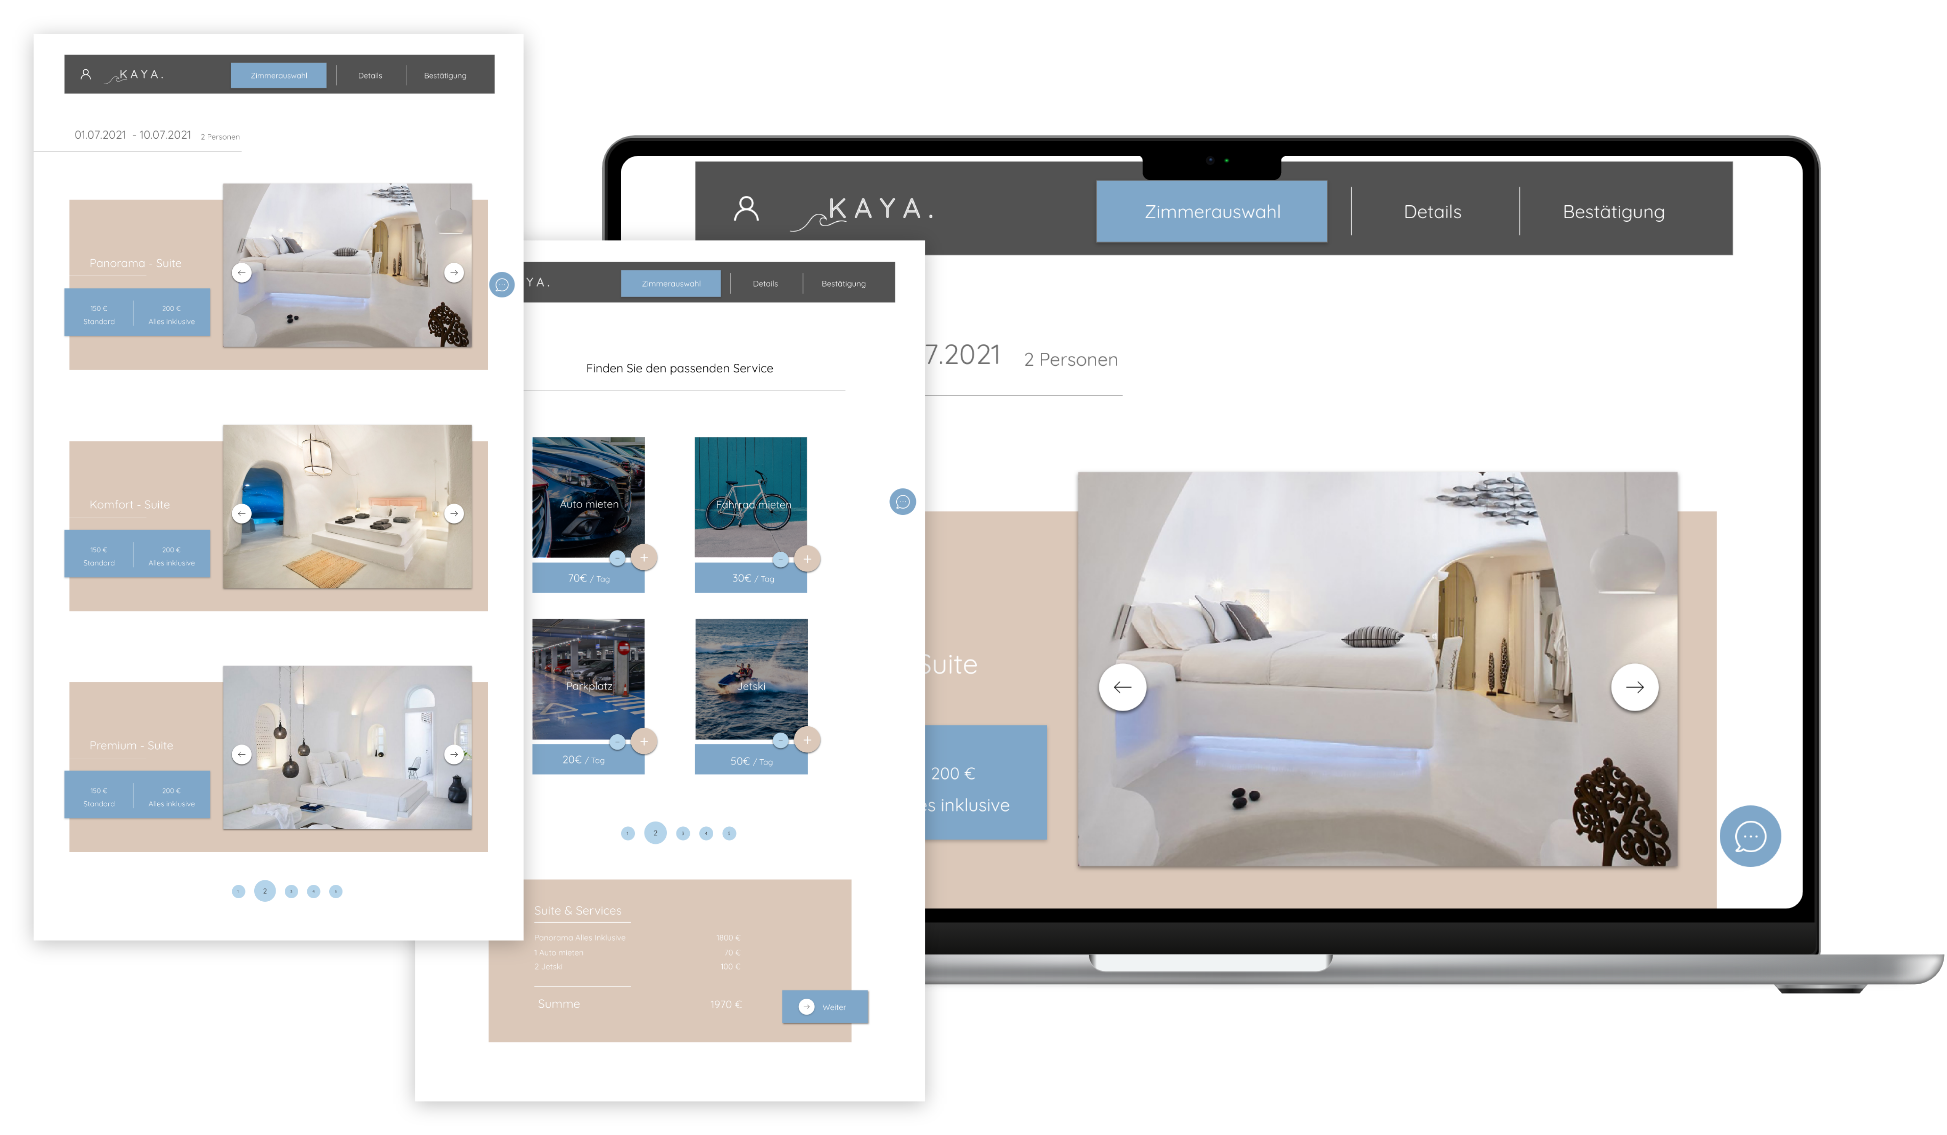 KAYA.
Zimmerauswahl
Details
Bestätigung
01.07.2021 - 10.07.2021 2 Personen
Panorama - Suite
150 € 200 €
Standard Alles inklusive
Komfort - Suite
150 € 200 €
Standard Alles inklusive
Premium - Suite
150 € 200 €
Standard Alles inklusive
1 2 3 4 5
YA.
Zimmerauswahl
Details
Bestätigung
Finden Sie den passenden Service
Auto mieten
70€ / Tag
Fahrrad mieten
30€ / Tag
Parkplatz
20€ / Tag
Jetski
50€ / Tag
1 2 3 4 5
Suite & Services
Panorama Alles Inklusive 1800 €
1 Auto mieten 70 €
2 Jetski 100 €
Summe 1970 €
Weiter
KAYA.
Zimmerauswahl
Details
Bestätigung
7.2021 2 Personen
Suite
200 €
es inklusive